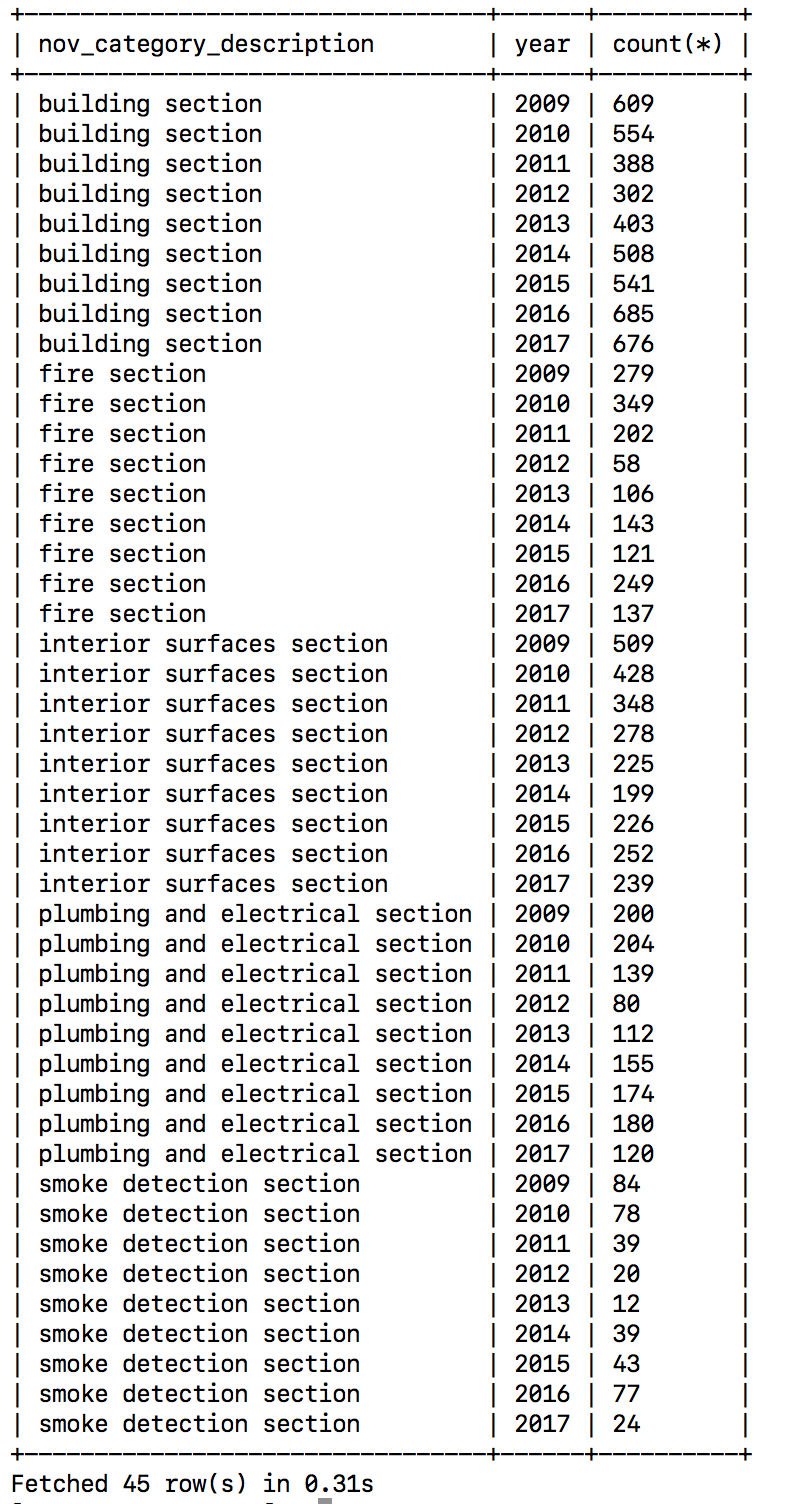 +-----------------------------------+------+----------+
| nov_category_description          | year | count(*) |
+-----------------------------------+------+----------+
| building section                  | 2009 | 609      |
| building section                  | 2010 | 554      |
| building section                  | 2011 | 388      |
| building section                  | 2012 | 302      |
| building section                  | 2013 | 403      |
| building section                  | 2014 | 508      |
| building section                  | 2015 | 541      |
| building section                  | 2016 | 685      |
| building section                  | 2017 | 676      |
| fire section                      | 2009 | 279      |
| fire section                      | 2010 | 349      |
| fire section                      | 2011 | 202      |
| fire section                      | 2012 | 58       |
| fire section                      | 2013 | 106      |
| fire section                      | 2014 | 143      |
| fire section                      | 2015 | 121      |
| fire section                      | 2016 | 249      |
| fire section                      | 2017 | 137      |
| interior surfaces section         | 2009 | 509      |
| interior surfaces section         | 2010 | 428      |
| interior surfaces section         | 2011 | 348      |
| interior surfaces section         | 2012 | 278      |
| interior surfaces section         | 2013 | 225      |
| interior surfaces section         | 2014 | 199      |
| interior surfaces section         | 2015 | 226      |
| interior surfaces section         | 2016 | 252      |
| interior surfaces section         | 2017 | 239      |
| plumbing and electrical section | 2009 | 200      |
| plumbing and electrical section | 2010 | 204      |
| plumbing and electrical section | 2011 | 139      |
| plumbing and electrical section | 2012 | 80       |
| plumbing and electrical section | 2013 | 112      |
| plumbing and electrical section | 2014 | 155      |
| plumbing and electrical section | 2015 | 174      |
| plumbing and electrical section | 2016 | 180      |
| plumbing and electrical section | 2017 | 120      |
| smoke detection section           | 2009 | 84       |
| smoke detection section           | 2010 | 78       |
| smoke detection section           | 2011 | 39       |
| smoke detection section           | 2012 | 20       |
| smoke detection section           | 2013 | 12       |
| smoke detection section           | 2014 | 39       |
| smoke detection section           | 2015 | 43       |
| smoke detection section           | 2016 | 77       |
| smoke detection section           | 2017 | 24       |
+-----------------------------------+------+----------+
Fetched 45 row(s) in 0.31s